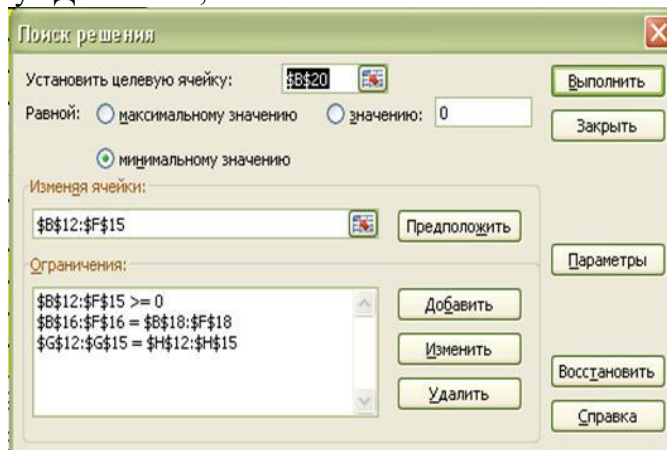 Поиск решения
Установить целевую ячейку: $B$20
Выполнить
Равной: максимальному значению значению: 0
Закрыть
минимальному значению
Изменяя ячейки:
$B$12:$F$15
Предположить
Параметры
Ограничения:
$B$12:$F$15 >= 0
$B$16:$F$16 = $B$18:$F$18
$G$12:$G$15 = $H$12:$H$15
Добавить
Изменить
Удалить
Восстановить
Справка